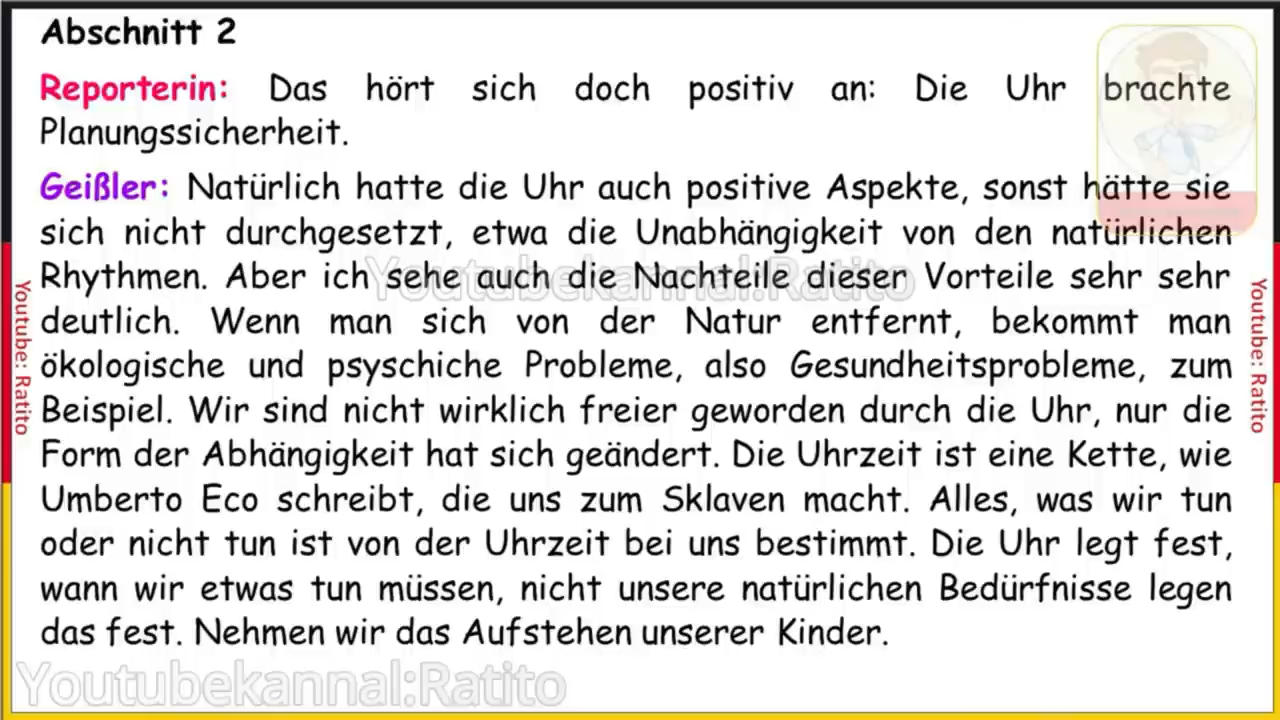 Abschnitt 2
Reporterin: Das hört sich doch positiv an: Die Uhr brachte
Planungssicherheit.
Geißler: Natürlich hatte die Uhr auch positive Aspekte, sonst hätte sie
sich nicht durchgesetzt, etwa die Unabhängigkeit von den natürlichen
Rhythmen. Aber ich sehe auch die Nachteile dieser Vorteile sehr sehr
deutlich. Wenn man sich von der Natur entfernt, bekommt man
ökologische und psyschiche Probleme, also Gesundheitsprobleme, zum
Beispiel. Wir sind nicht wirklich freier geworden durch die Uhr, nur die
Form der Abhängigkeit hat sich geändert. Die Uhrzeit ist eine Kette, wie
Umberto Eco schreibt, die uns zum Sklaven macht. Alles, was wir tun
oder nicht tun ist von der Uhrzeit bei uns bestimmt. Die Uhr legt fest,
wann wir etwas tun müssen, nicht unsere natürlichen Bedürfnisse legen
das fest. Nehmen wir das Aufstehen unserer Kinder.
Youtubekannal:Ratito
Youtubekannal:Ratito
Youtube: Ratito
Youtube: Ratito